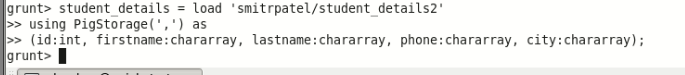 grunt> student_details = load 'smitrpatel/student_details2'
>> using PigStorage(',') as
>> (id:int, firstname:chararray, lastname:chararray, phone:chararray, city:chararray);
grunt>